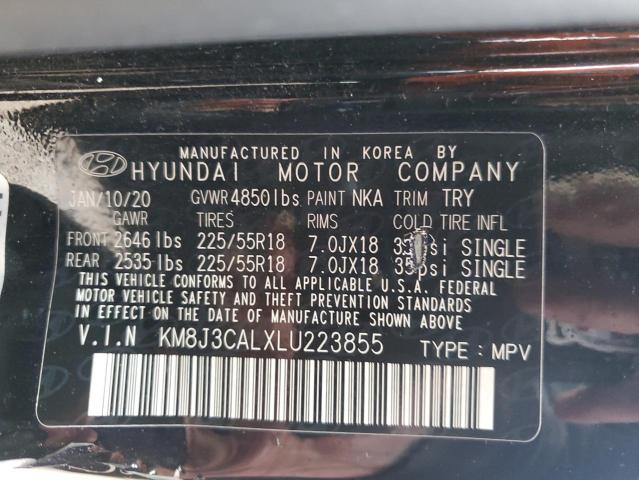 MANUFACTURED IN KOREA BY
HYUNDAI MOTOR COMPANY
JAN/10/20 GVWR 4850lbs PAINT NKA TRIM TRY
GAWR TIRES RIMS COLD TIRE INFL
FRONT 2646 lbs 225/55R18 7.0JX18 SINGLE
REAR 2535 lbs 225/55R18 7.0JX18 35psi SINGLE
THIS VEHICLE CONFORMS TO ALL APPLICABLE U.S.A. FEDERAL
MOTOR VEHICLE SAFETY AND THEFT PREVENTION STANDARDS
IN EFFECT ON THE DATE OF MANUFACTURE SHOWN ABOVE
V.I.N KM8J3CALXLU223855 TYPE : MPV